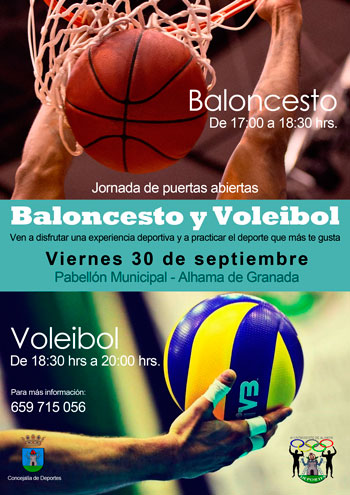 Baloncesto
De 17:00 a 18:30 hrs.
Jornada de puertas abiertas
Baloncesto y Voleibol
Ven a disfrutar una experiencia deportiva y a practicar el deporte que más te gusta
Viernes 30 de septiembre
Pabellón Municipal - Alhama de Granada
Voleibol
De 18:30 hrs a 20:00 hrs.
Para más información:
659 715 056
Concejalía de Deportes